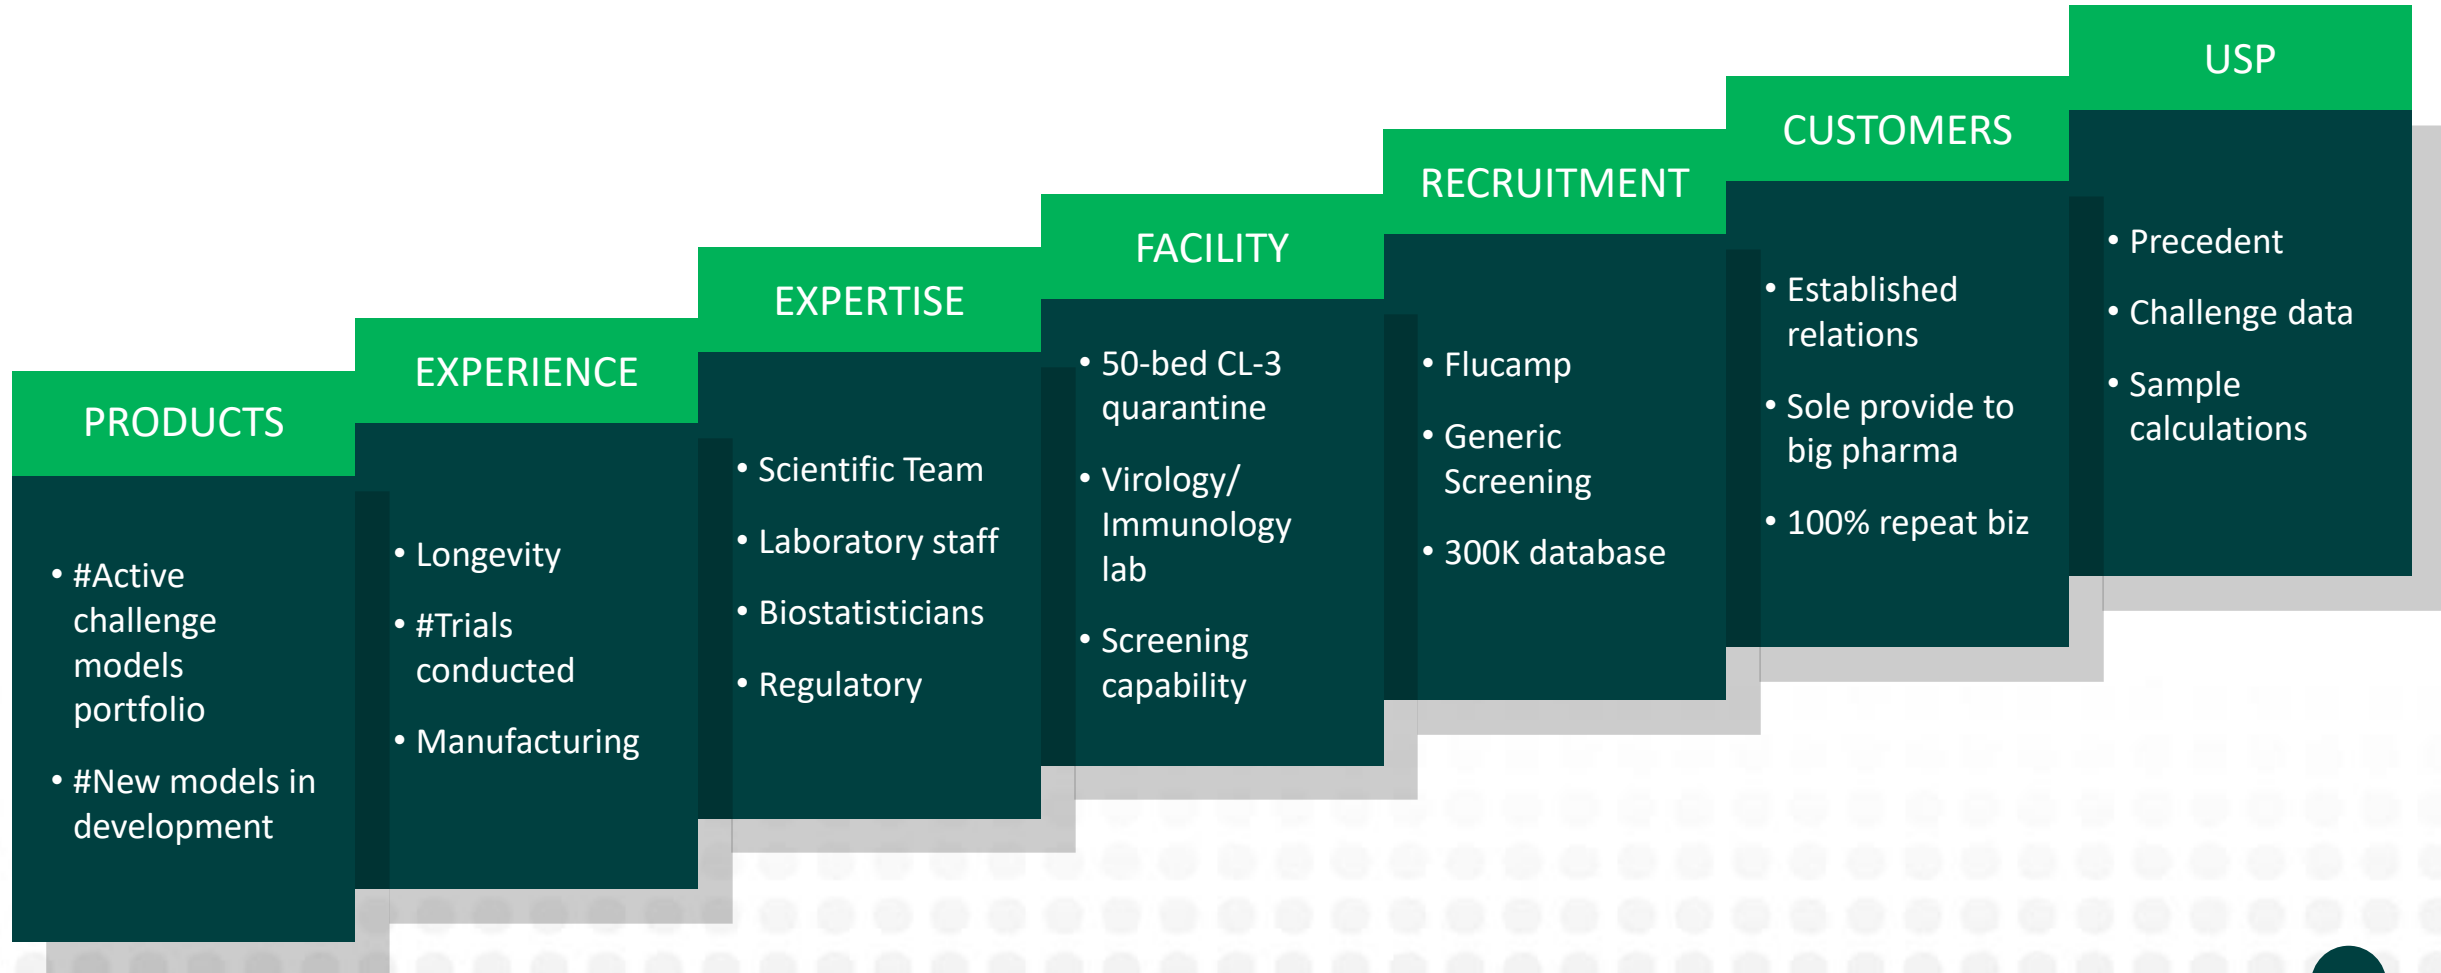 PRODUCTS
• #Active
challenge
models
portfolio
• #New models in
development
EXPERIENCE
• Longevity
• #Trials
conducted
• Manufacturing
EXPERTISE
• Scientific Team
• Laboratory staff
• Biostatisticians
• Regulatory
FACILITY
• 50-bed CL-3
quarantine
• Virology/
Immunology
lab
• Screening
capability
RECRUITMENT
• Flucamp
• Generic
Screening
• 300K database
CUSTOMERS
• Established
relations
• Sole provide to
big pharma
• 100% repeat biz
USP
• Precedent
• Challenge data
• Sample
calculations